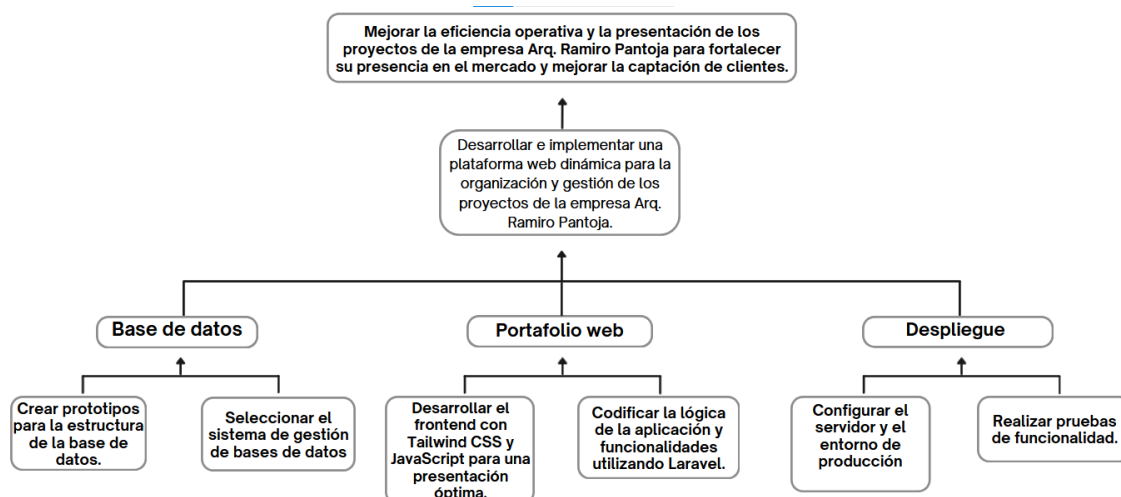 Mejorar la eficiencia operativa y la presentación de los
proyectos de la empresa Arq. Ramiro Pantoja para fortalecer
su presencia en el mercado y mejorar la captación de clientes.
Desarrollar e implementar una
plataforma web dinámica para la
organización y gestión de los
proyectos de la empresa Arq.
Ramiro Pantoja.
Base de datos
Portafolio web
Despliegue
Crear prototipos
para la estructura
de la base de
datos.
Seleccionar el
sistema de gestión
de bases de datos
Desarrollar el
frontend con
Tailwind CSS y
JavaScript para una
presentación
óptima.
Codificar la lógica
de la aplicación y
funcionalidades
utilizando Laravel.
Configurar el
servidor y el
entorno de
producción
Realizar pruebas
de funcionalidad.